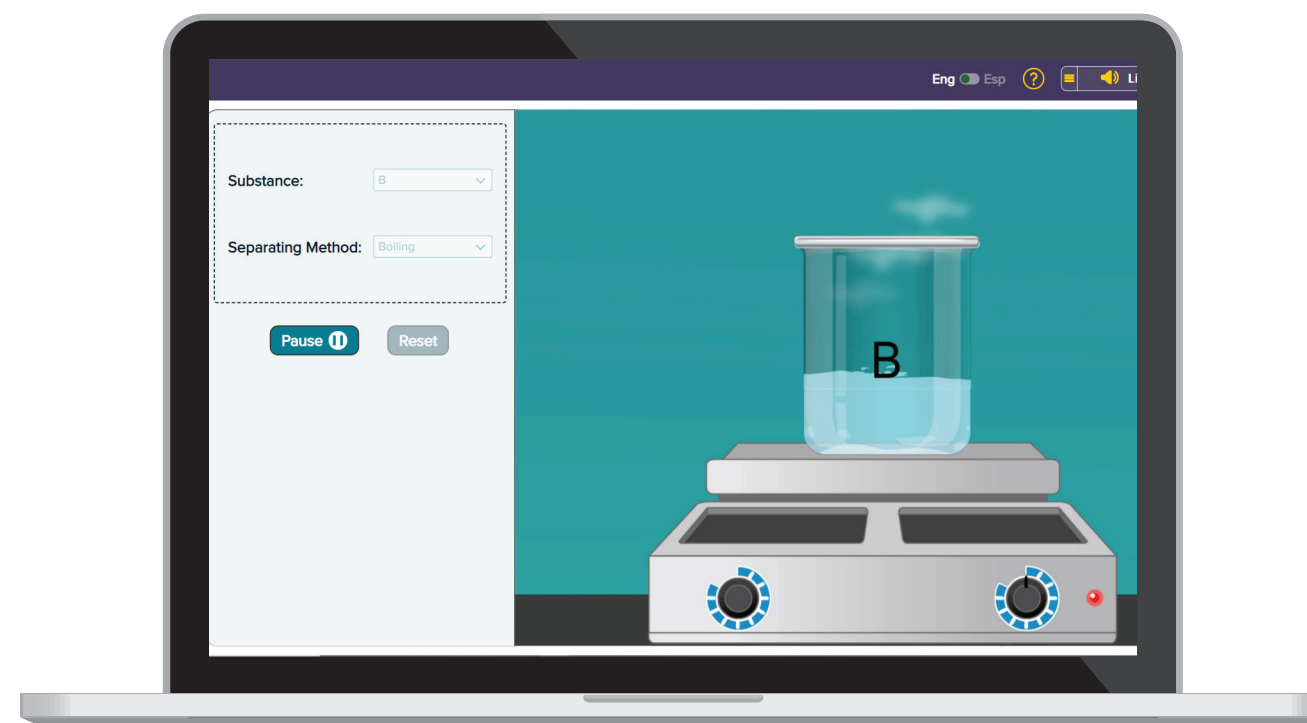 Eng Esp ? Li
Substance: B
Separating Method: Boiling
Pause Reset
B